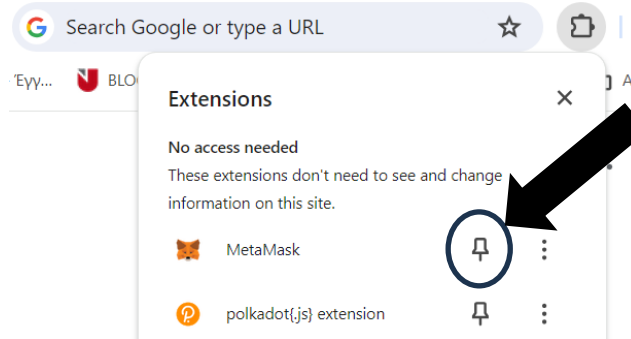 Search Google or type a URL
Έγγ... BLO A
Extensions
No access needed
These extensions don't need to see and change
information on this site.
MetaMask
polkadot{.js} extension